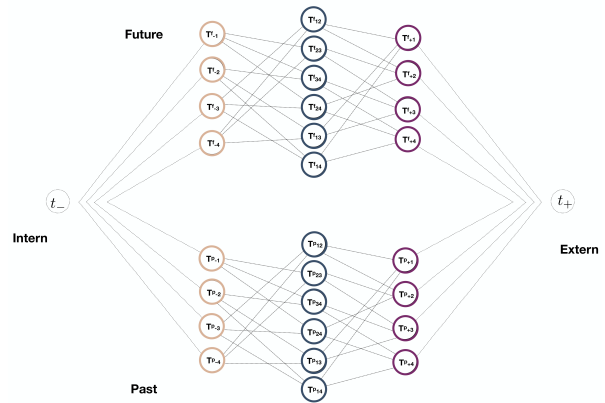 Future
Tᶠ-1
Tᶠ-2
Tᶠ-3
Tᶠ-4
Tᶠ12
Tᶠ23
Tᶠ34
Tᶠ24
Tᶠ13
Tᶠ14
Tᶠ+1
Tᶠ+2
Tᶠ+3
Tᶠ+4
t₋
Intern
t₊
Extern
Tᵖ-1
Tᵖ-2
Tᵖ-3
Tᵖ-4
Tᵖ12
Tᵖ23
Tᵖ34
Tᵖ24
Tᵖ13
Tᵖ14
Tᵖ+1
Tᵖ+2
Tᵖ+3
Tᵖ+4
Past